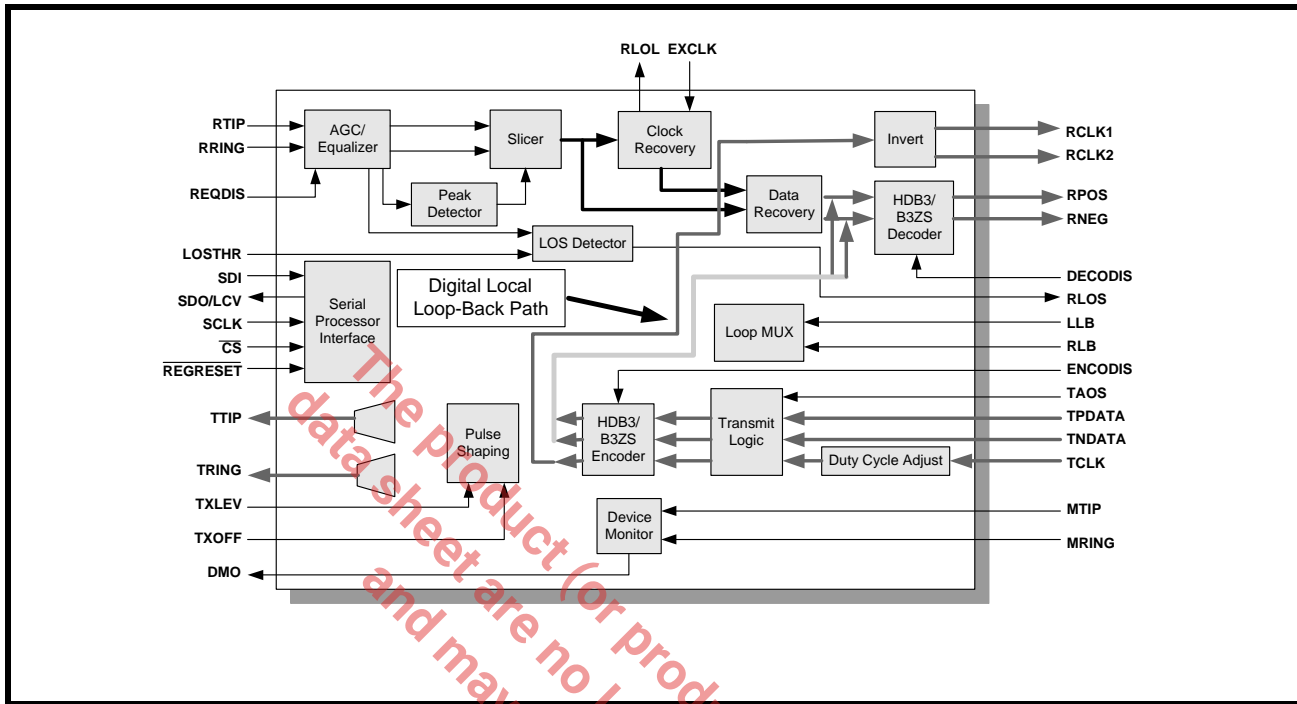 RLOL EXCLK
RTIP
RRING
REQDIS
LOSTHR
SDI
SDO/LCV
SCLK
CS
REGRESET
TTIP
TRING
TXLEV
TXOFF
DMO
AGC/
Equalizer
Peak
Detector
Slicer
Clock
Recovery
Data
Recovery
Invert
HDB3/
B3ZS
Decoder
LOS Detector
Serial
Processor
Interface
Digital Local
Loop-Back Path
Loop MUX
Pulse
Shaping
HDB3/
B3ZS
Encoder
Transmit
Logic
Duty Cycle Adjust
Device
Monitor
RCLK1
RCLK2
RPOS
RNEG
DECODIS
RLOS
LLB
RLB
ENCODIS
TAOS
TPDATA
TNDATA
TCLK
MTIP
MRING
The product (or prod
data sheet are no
and may